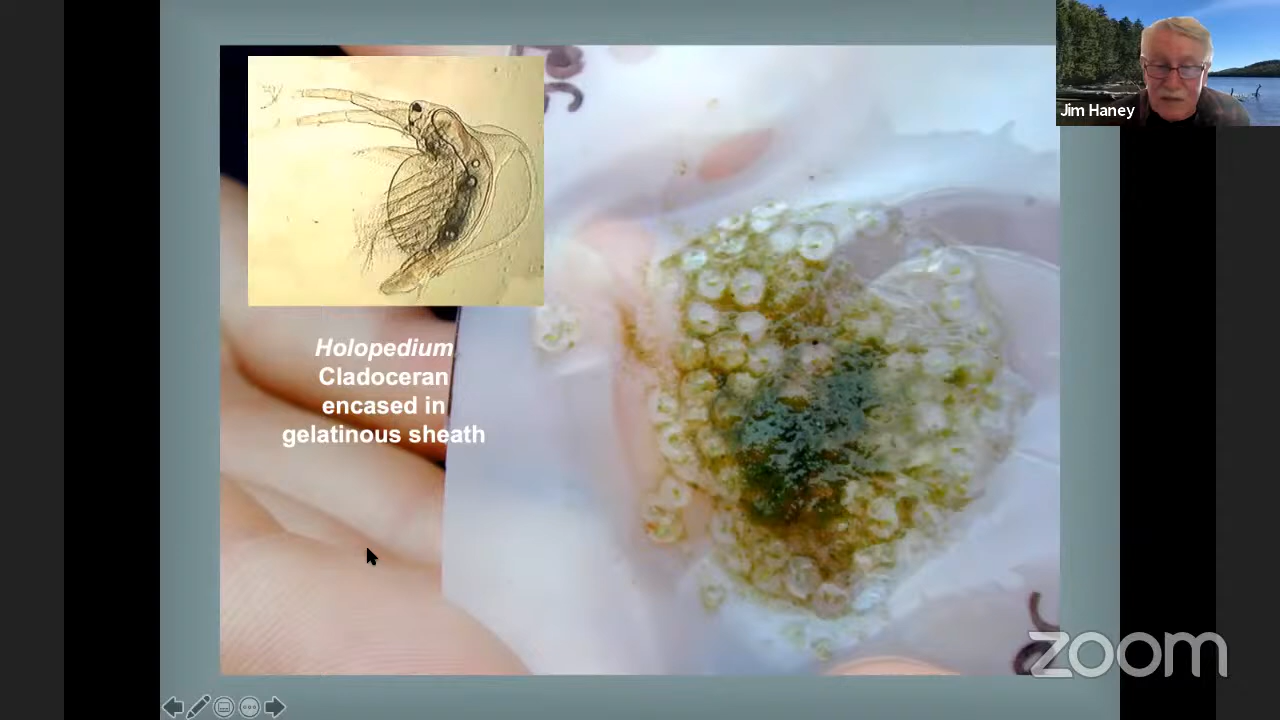 Jim Haney
Holopedium
Cladoceran
encased in
gelatinous sheath
zoom